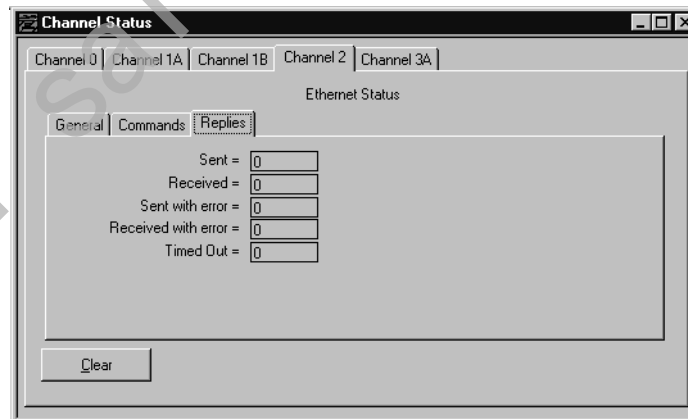 Channel Status
Channel 0 Channel 1A Channel 1B Channel 2 Channel 3A
Ethernet Status
General Commands Replies
Sent = 0
Received = 0
Sent with error = 0
Received with error = 0
Timed Out = 0
Clear